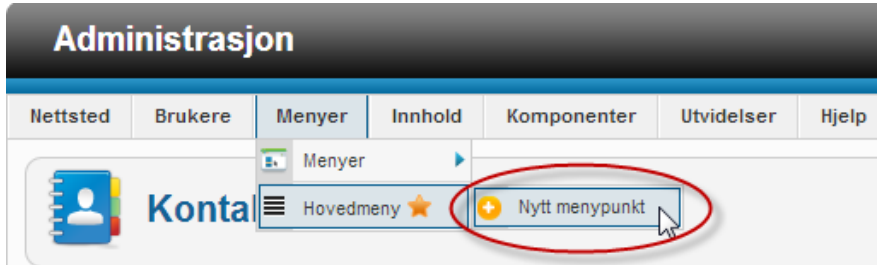 Administrasjon
Nettsted Brukere Menyer Innhold Komponenter Utvidelser Hjelp
Menyer
Kontal Hovedmeny Nytt menypunkt